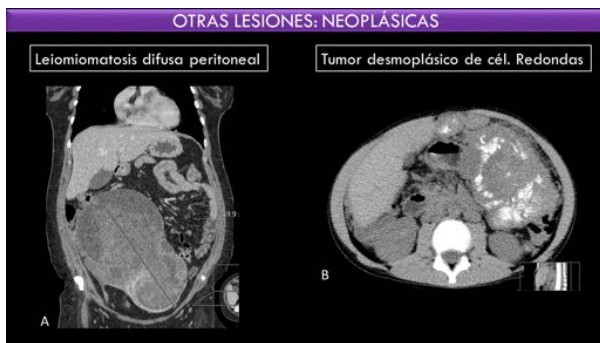 OTRAS LESIONES: NEOPLÁSICAS
Leiomiomatosis difusa peritoneal
Tumor desmoplásico de cél. Redondas
A
B